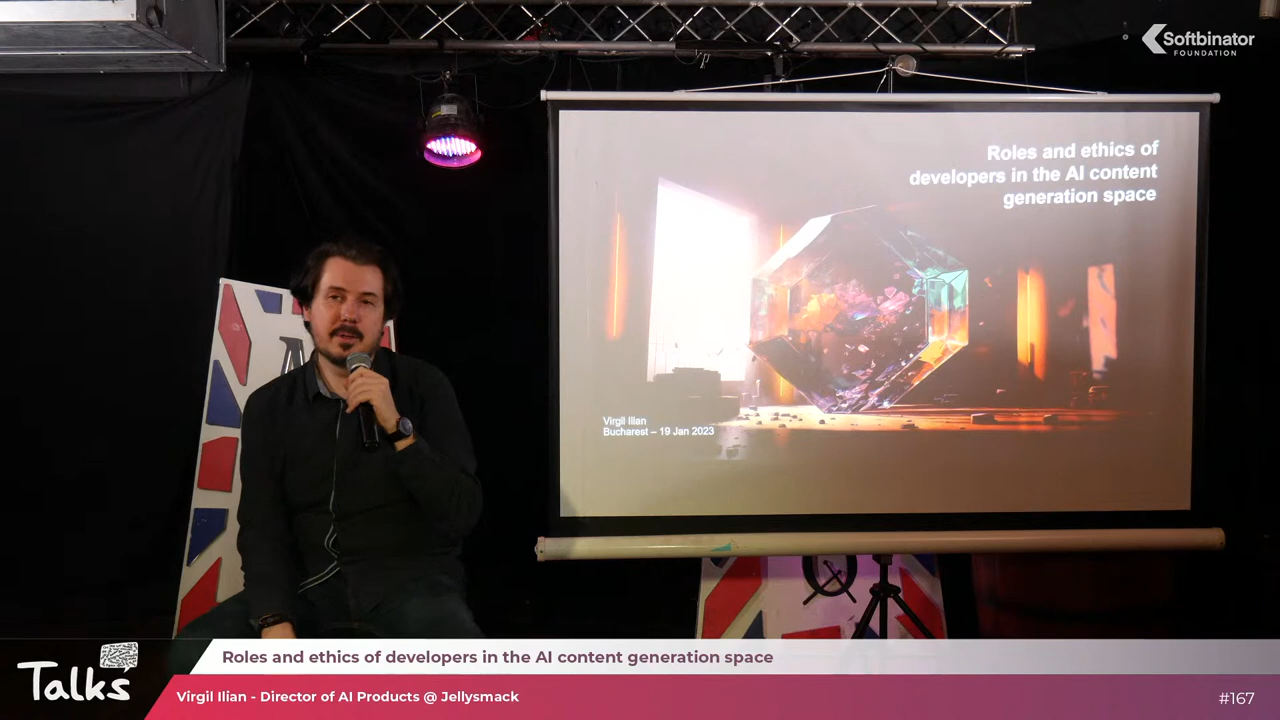 Softbinator
FOUNDATION
Roles and ethics of
developers in the AI content
generation space
Virgil Ilian
Bucharest – 19 Jan 2023
Talks
Roles and ethics of developers in the AI content generation space
Virgil Ilian - Director of AI Products @ Jellysmack
#167